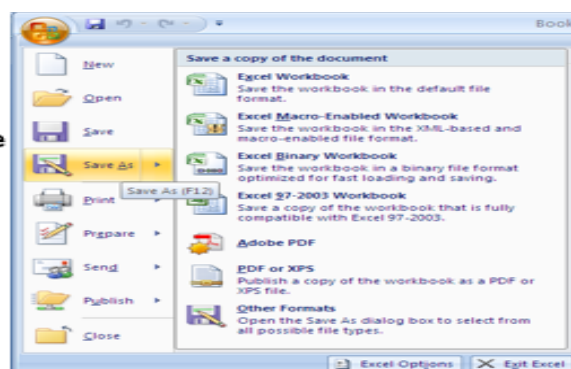 Book
New
Open
Save
e
Save As
Save As (F12)
Print
Prepare
Send
Publish
Close
Save a copy of the document
Excel Workbook
Save the workbook in the default file
format.
Excel Macro-Enabled Workbook
Save the workbook in the XML-based and
macro-enabled file format.
Excel Binary Workbook
Save the workbook in a binary file format
optimized for fast loading and saving.
Excel 97-2003 Workbook
Save a copy of the workbook that is fully
compatible with Excel 97-2003.
Adobe PDF
PDF or XPS
Publish a copy of the workbook as a PDF or
XPS file.
Other Formats
Open the Save As dialog box to select from
all possible file types.
Excel Options
Exit Excel